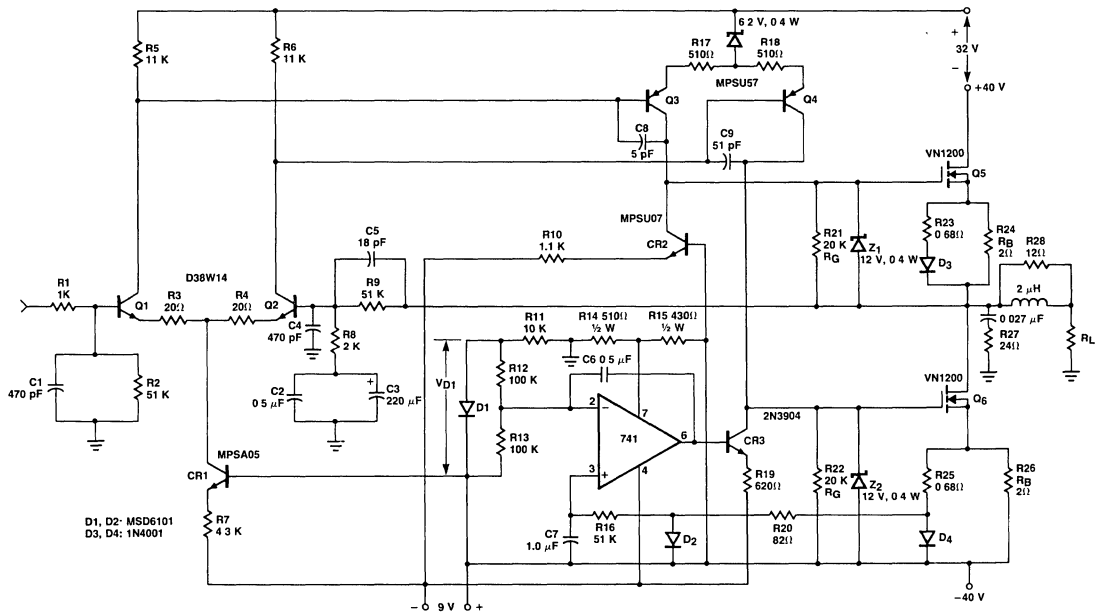 R5
11 K
R6
11 K
6 2 V, 0 4 W
R17
510Ω
R18
510Ω
MPSU57
Q3
Q4
C8
5 pF
C9
51 pF
+
32 V
−
+40 V
VN1200
Q5
MPSU07
CR2
R10
1.1 K
C5
18 pF
R9
51 K
R21
20 K
RG
Z1
12 V, 0 4 W
R23
0 68Ω
D3
R24
RB
2Ω
R28
12Ω
2 μH
0 027 μF
R27
24Ω
RL
R1
1K
D38W14
Q1
R3
20Ω
R4
20Ω
Q2
C4
470 pF
R8
2 K
C1
470 pF
R2
51 K
C2
0 5 μF
+
C3
220 μF
R11
10 K
R14 510Ω
½ W
R15 430Ω
½ W
C6 0 5 μF
VD1
R12
100 K
D1
R13
100 K
2
−
7
741
6
3
+
4
2N3904
CR3
R19
620Ω
VN1200
Q6
R22
20 K
RG
Z2
12 V, 0 4 W
R25
0 68Ω
R26
RB
2Ω
MPSA05
CR1
R7
4 3 K
D1, D2· MSD6101
D3, D4: 1N4001
C7
1.0 μF
R16
51 K
D2
R20
82Ω
D4
− 9 V +
−40 V